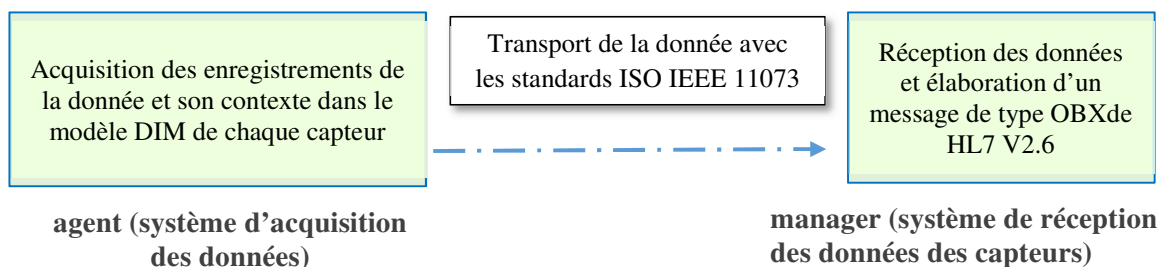 Acquisition des enregistrements de
la donnée et son contexte dans le
modèle DIM de chaque capteur
Transport de la donnée avec
les standards ISO IEEE 11073
Réception des données
et élaboration d'un
message de type OBXde
HL7 V2.6
agent (système d'acquisition
des données)
manager (système de réception
des données des capteurs)